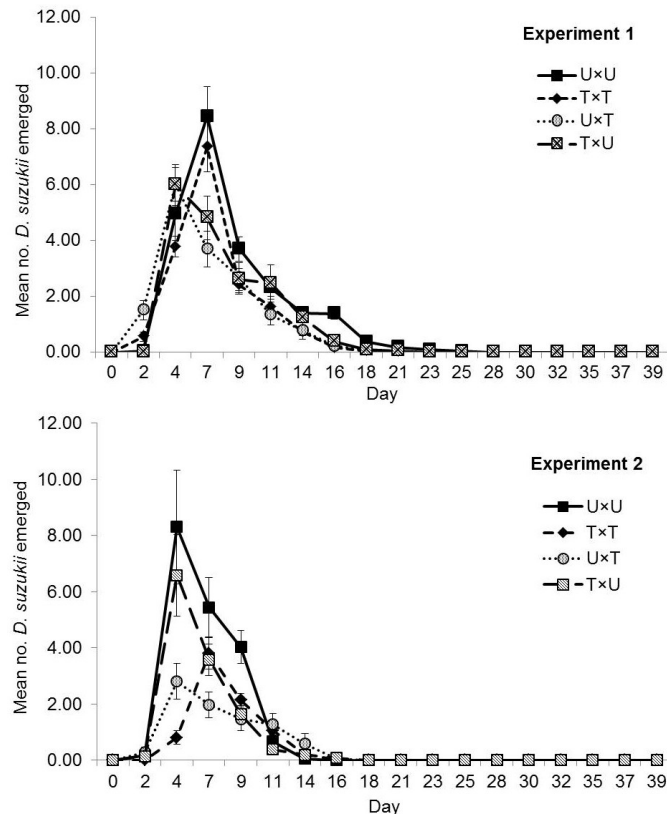 12.00
10.00
8.00
6.00
4.00
2.00
0.00
Mean no. D. suzukii emerged
Experiment 1
U×U
T×T
U×T
T×U
0 2 4 7 9 11 14 16 18 21 23 25 28 30 32 35 37 39
Day
12.00
10.00
8.00
6.00
4.00
2.00
0.00
Mean no. D. suzukii emerged
Experiment 2
U×U
T×T
U×T
T×U
0 2 4 7 9 11 14 16 18 21 23 25 28 30 32 35 37 39
Day